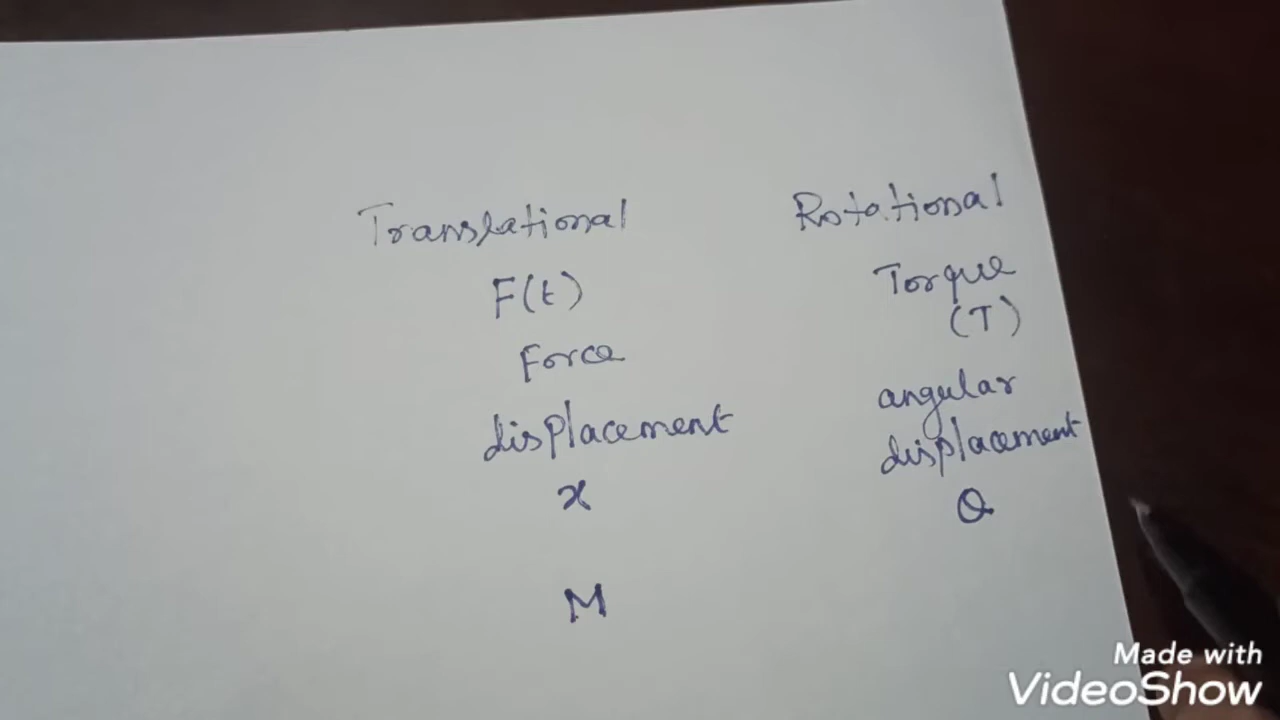 Translational
F(t)
Force
displacement
x
M
Rotational
Torque
(T)
angular
displacement
θ
Made with
VideoShow